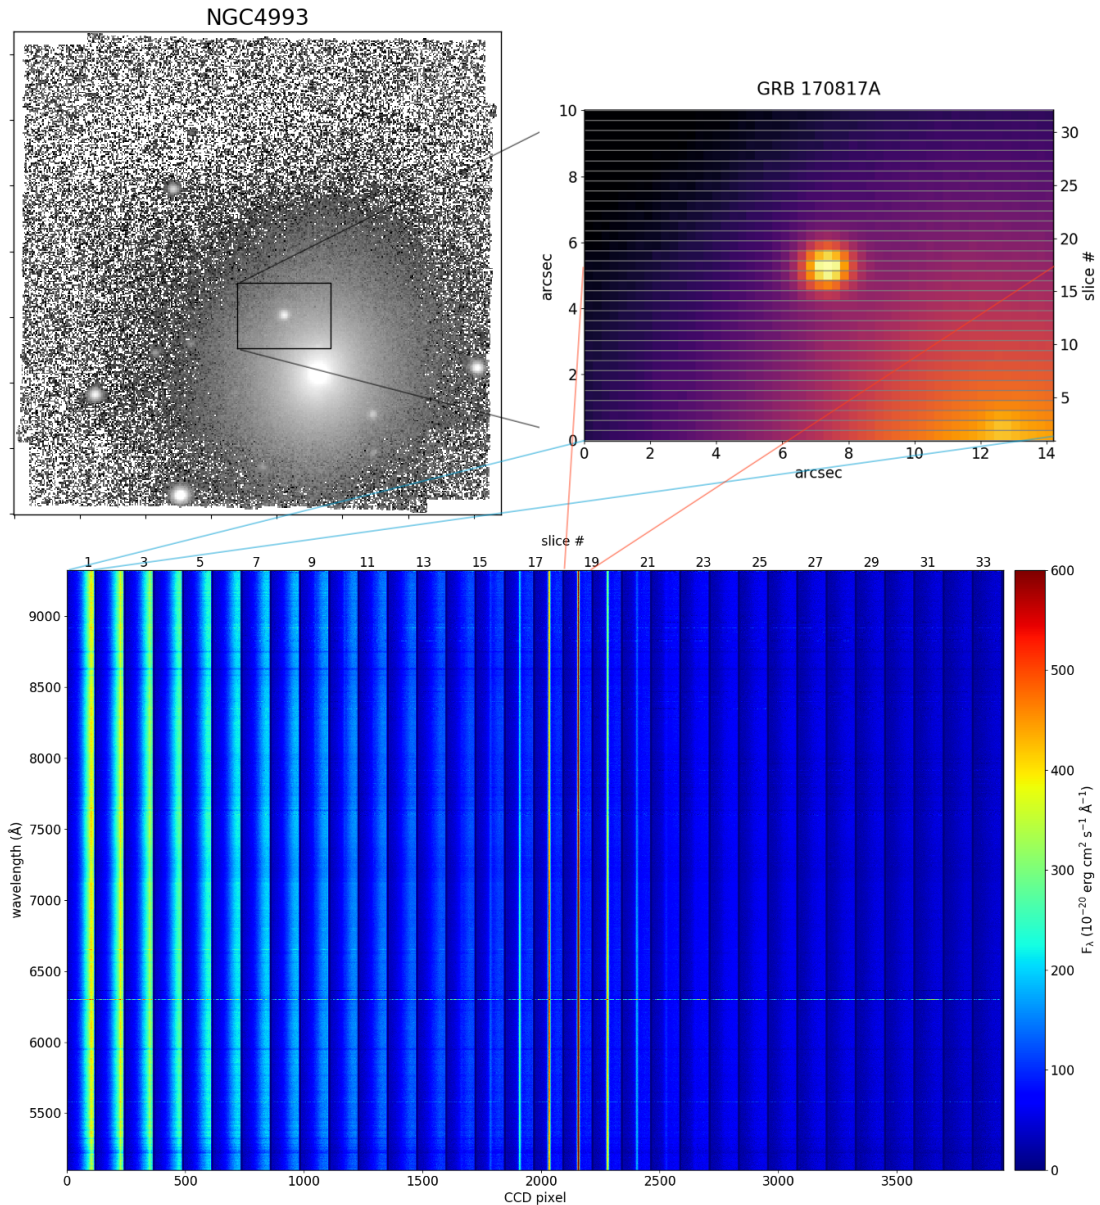 NGC4993
GRB 170817A
10
8
6
4
2
0
arcsec
30
25
20
15
10
5
slice #
0 2 4 6 8 10 12 14
arcsec
slice #
1 3 5 7 9 11 13 15 17 19 21 23 25 27 29 31 33
9000
8500
8000
7500
7000
6500
6000
5500
wavelength (Å)
0 500 1000 1500 2000 2500 3000 3500
CCD pixel
600
500
400
300
200
100
0
Fλ (10⁻²⁰ erg cm² s⁻¹ Å⁻¹)